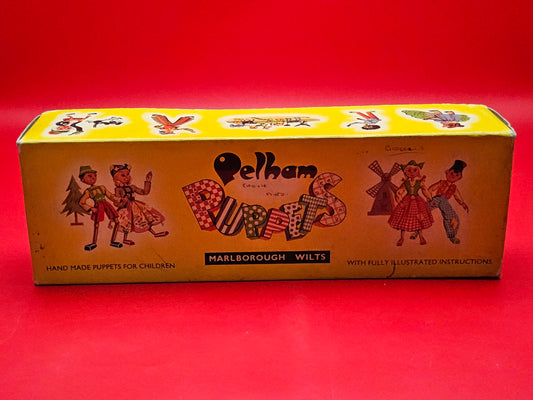 Pelham
PUPPETS
MARLBOROUGH WILTS
HAND MADE PUPPETS FOR CHILDREN
WITH FULLY ILLUSTRATED INSTRUCTIONS